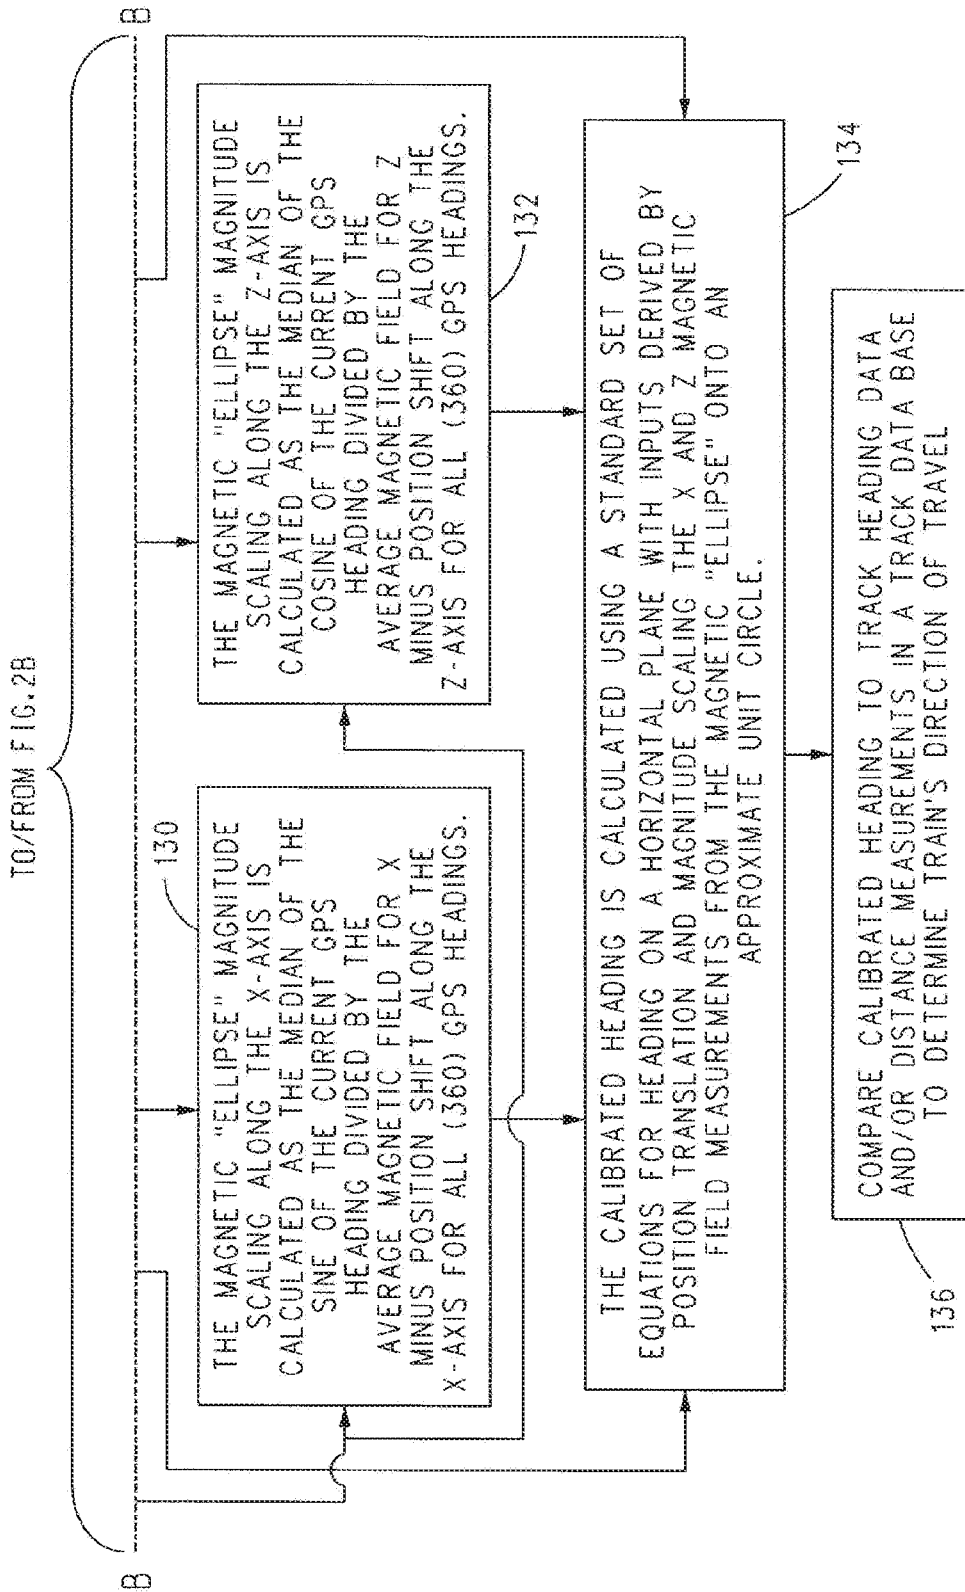 TO/FROM FIG.2B
B
B
130
THE MAGNETIC "ELLIPSE" MAGNITUDE
SCALING ALONG THE X-AXIS IS
CALCULATED AS THE MEDIAN OF THE
SINE OF THE CURRENT GPS
HEADING DIVIDED BY THE
AVERAGE MAGNETIC FIELD FOR X
MINUS POSITION SHIFT ALONG THE
X-AXIS FOR ALL (360) GPS HEADINGS.
THE MAGNETIC "ELLIPSE" MAGNITUDE
SCALING ALONG THE Z-AXIS IS
CALCULATED AS THE MEDIAN OF THE
COSINE OF THE CURRENT GPS
HEADING DIVIDED BY THE
AVERAGE MAGNETIC FIELD FOR Z
MINUS POSITION SHIFT ALONG THE
Z-AXIS FOR ALL (360) GPS HEADINGS.
132
THE CALIBRATED HEADING IS CALCULATED USING A STANDARD SET OF
EQUATIONS FOR HEADING ON A HORIZONTAL PLANE WITH INPUTS DERIVED BY
POSITION TRANSLATION AND MAGNITUDE SCALING THE X AND Z MAGNETIC
FIELD MEASUREMENTS FROM THE MAGNETIC "ELLIPSE" ONTO AN
APPROXIMATE UNIT CIRCLE.
134
COMPARE CALIBRATED HEADING TO TRACK HEADING DATA
AND/OR DISTANCE MEASUREMENTS IN A TRACK DATA BASE
TO DETERMINE TRAIN'S DIRECTION OF TRAVEL
136